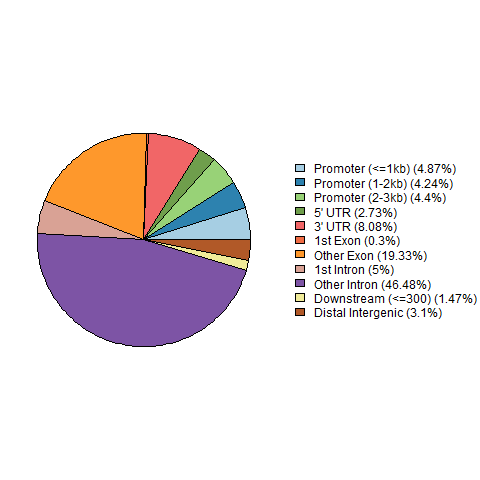 Promoter (<=1kb) (4.87%)
Promoter (1-2kb) (4.24%)
Promoter (2-3kb) (4.4%)
5' UTR (2.73%)
3' UTR (8.08%)
1st Exon (0.3%)
Other Exon (19.33%)
1st Intron (5%)
Other Intron (46.48%)
Downstream (<=300) (1.47%)
Distal Intergenic (3.1%)